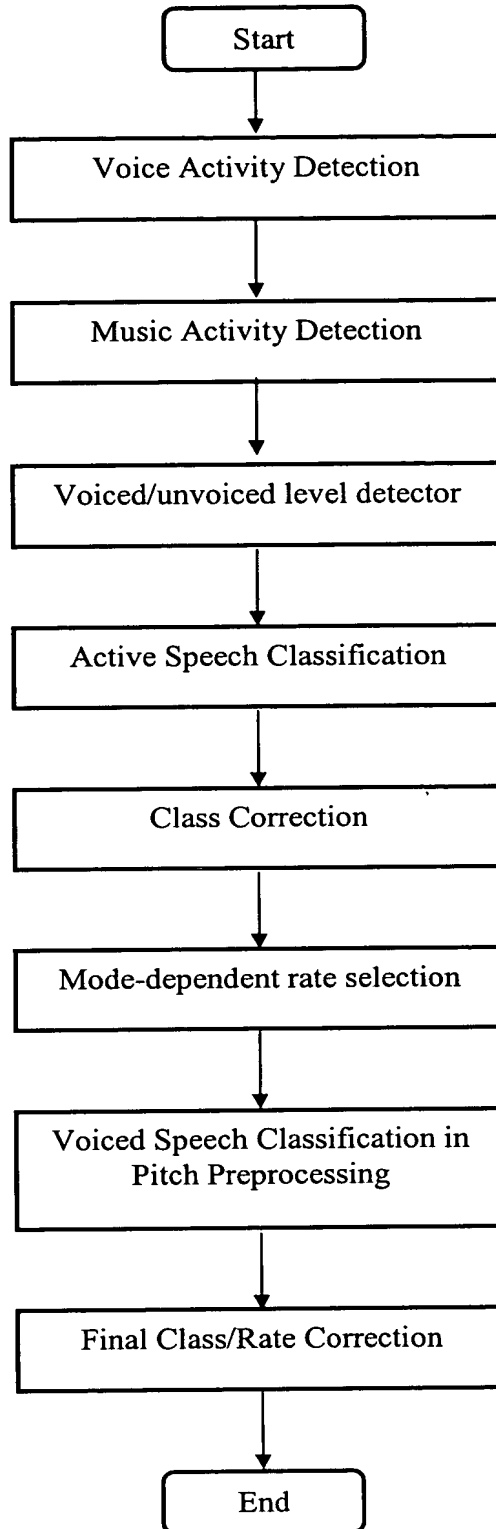 Start
Voice Activity Detection
Music Activity Detection
Voiced/unvoiced level detector
Active Speech Classification
Class Correction
Mode-dependent rate selection
Voiced Speech Classification in
Pitch Preprocessing
Final Class/Rate Correction
End